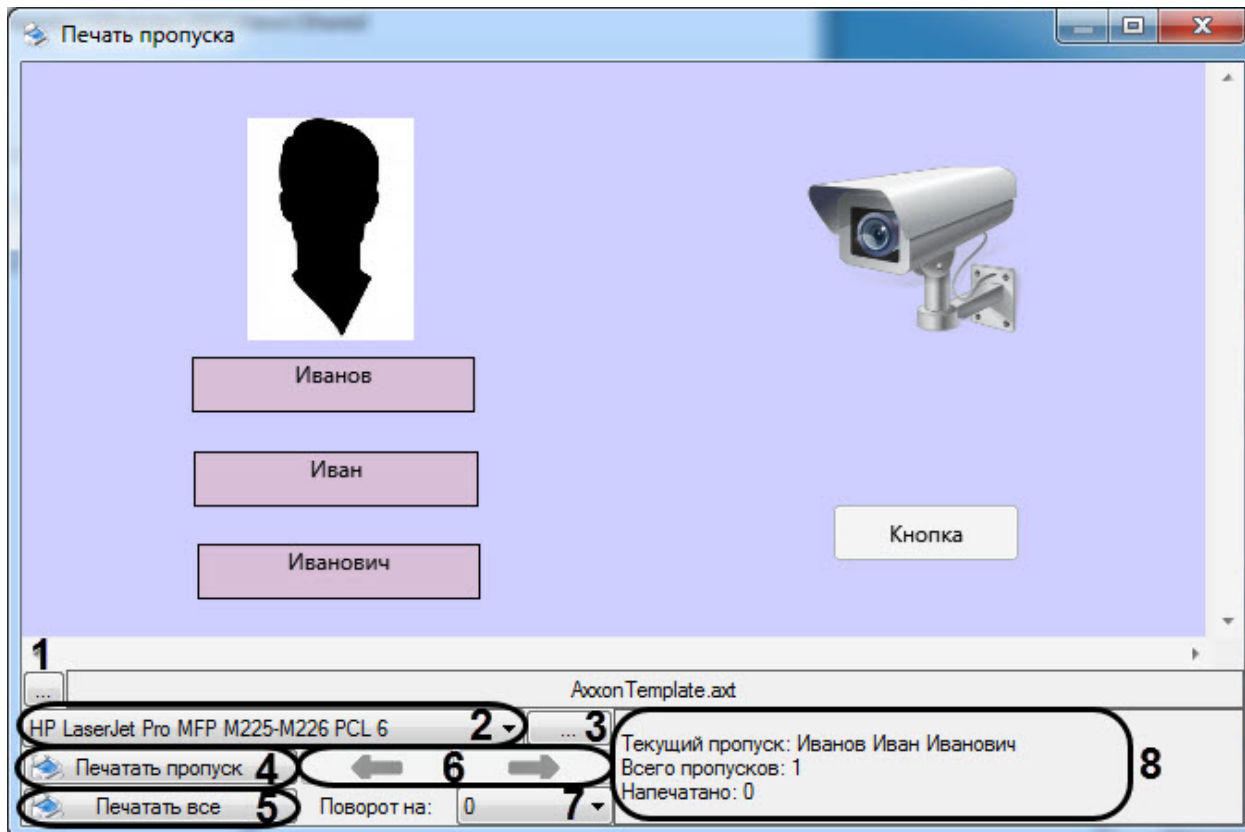 Печать пропуска
Иванов
Иван
Иванович
Кнопка
1
...
AxxonTemplate.axt
HP LaserJet Pro MFP M225-M226 PCL 6 2
... 3
Печатать пропуск 4
6
Печатать все 5
Поворот на: 0 7
Текущий пропуск: Иванов Иван Иванович
Всего пропусков: 1
Напечатано: 0
8